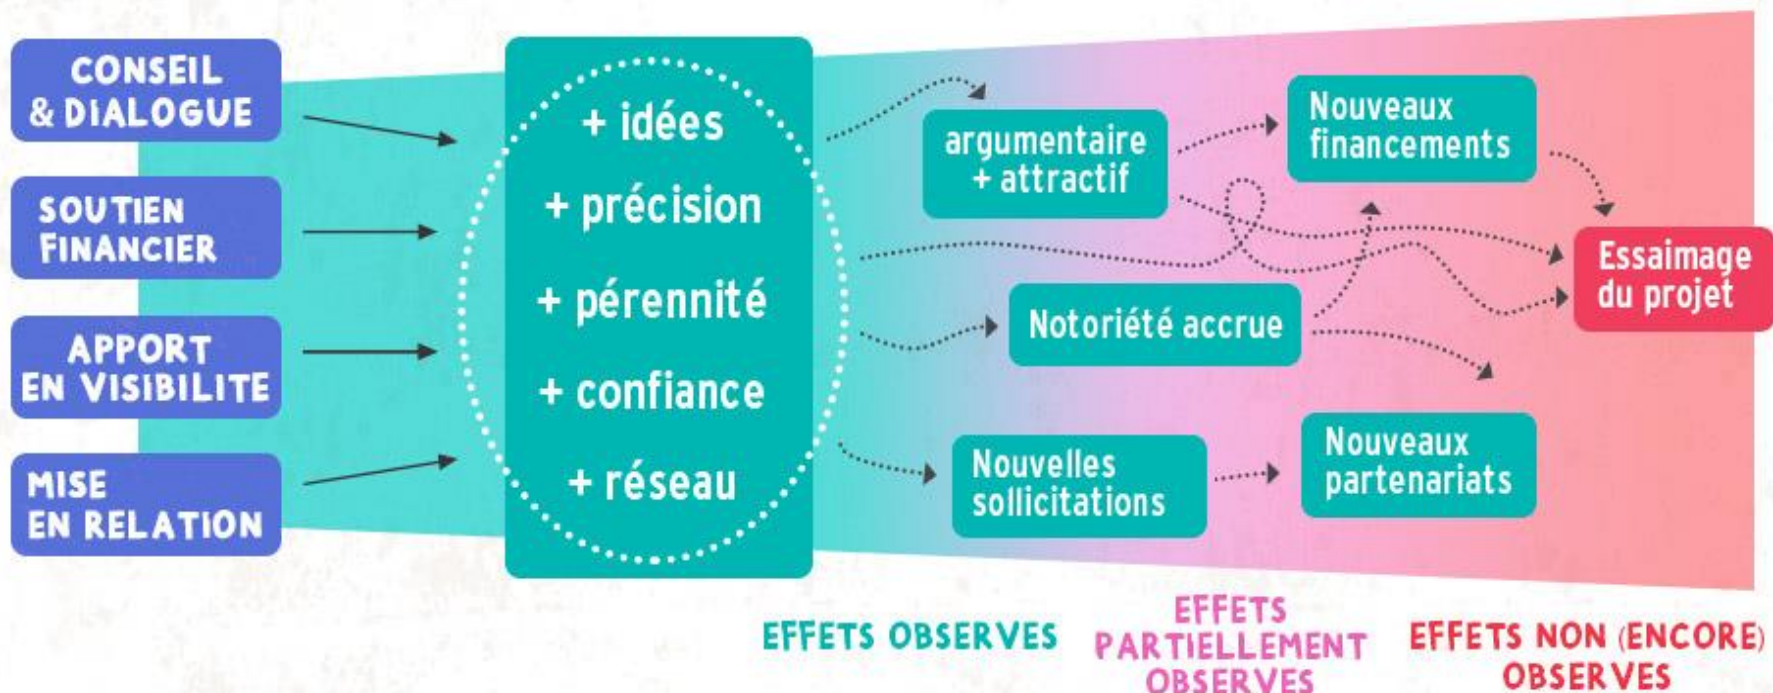 CONSEIL
& DIALOGUE
SOUTIEN
FINANCIER
APPORT
EN VISIBILITE
MISE
EN RELATION
+ idées
+ précision
+ pérennité
+ confiance
+ réseau
argumentaire
+ attractif
Notoriété accrue
Nouvelles
sollicitations
Nouveaux
financements
Nouveaux
partenariats
Essaimage
du projet
EFFETS OBSERVES
EFFETS
PARTIELLEMENT
OBSERVES
EFFETS NON (ENCORE)
OBSERVES